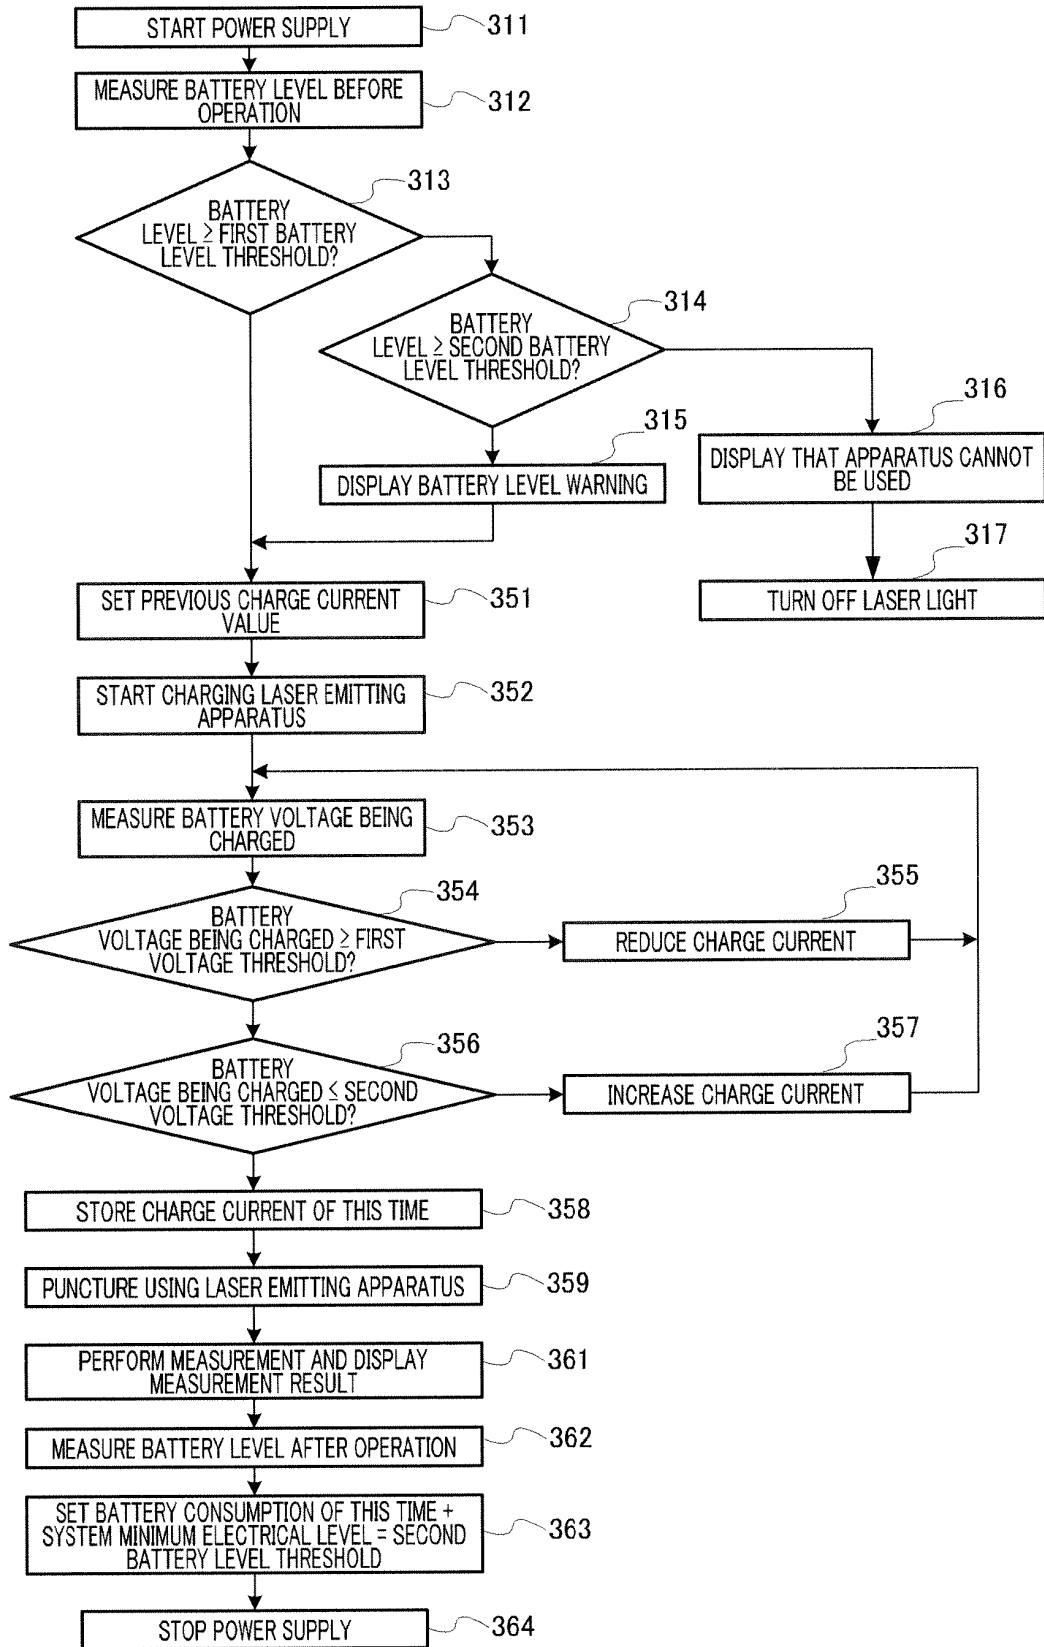 START POWER SUPPLY
311
MEASURE BATTERY LEVEL BEFORE
OPERATION
312
313
BATTERY
LEVEL ≥ FIRST BATTERY
LEVEL THRESHOLD?
314
BATTERY
LEVEL ≥ SECOND BATTERY
LEVEL THRESHOLD?
315
DISPLAY BATTERY LEVEL WARNING
316
DISPLAY THAT APPARATUS CANNOT
BE USED
317
TURN OFF LASER LIGHT
SET PREVIOUS CHARGE CURRENT
VALUE
351
START CHARGING LASER EMITTING
APPARATUS
352
MEASURE BATTERY VOLTAGE BEING
CHARGED
353
354
BATTERY
VOLTAGE BEING CHARGED ≥ FIRST
VOLTAGE THRESHOLD?
355
REDUCE CHARGE CURRENT
356
BATTERY
VOLTAGE BEING CHARGED ≤ SECOND
VOLTAGE THRESHOLD?
357
INCREASE CHARGE CURRENT
STORE CHARGE CURRENT OF THIS TIME
358
PUNCTURE USING LASER EMITTING APPARATUS
359
PERFORM MEASUREMENT AND DISPLAY
MEASUREMENT RESULT
361
MEASURE BATTERY LEVEL AFTER OPERATION
362
SET BATTERY CONSUMPTION OF THIS TIME +
SYSTEM MINIMUM ELECTRICAL LEVEL = SECOND
BATTERY LEVEL THRESHOLD
363
STOP POWER SUPPLY
364